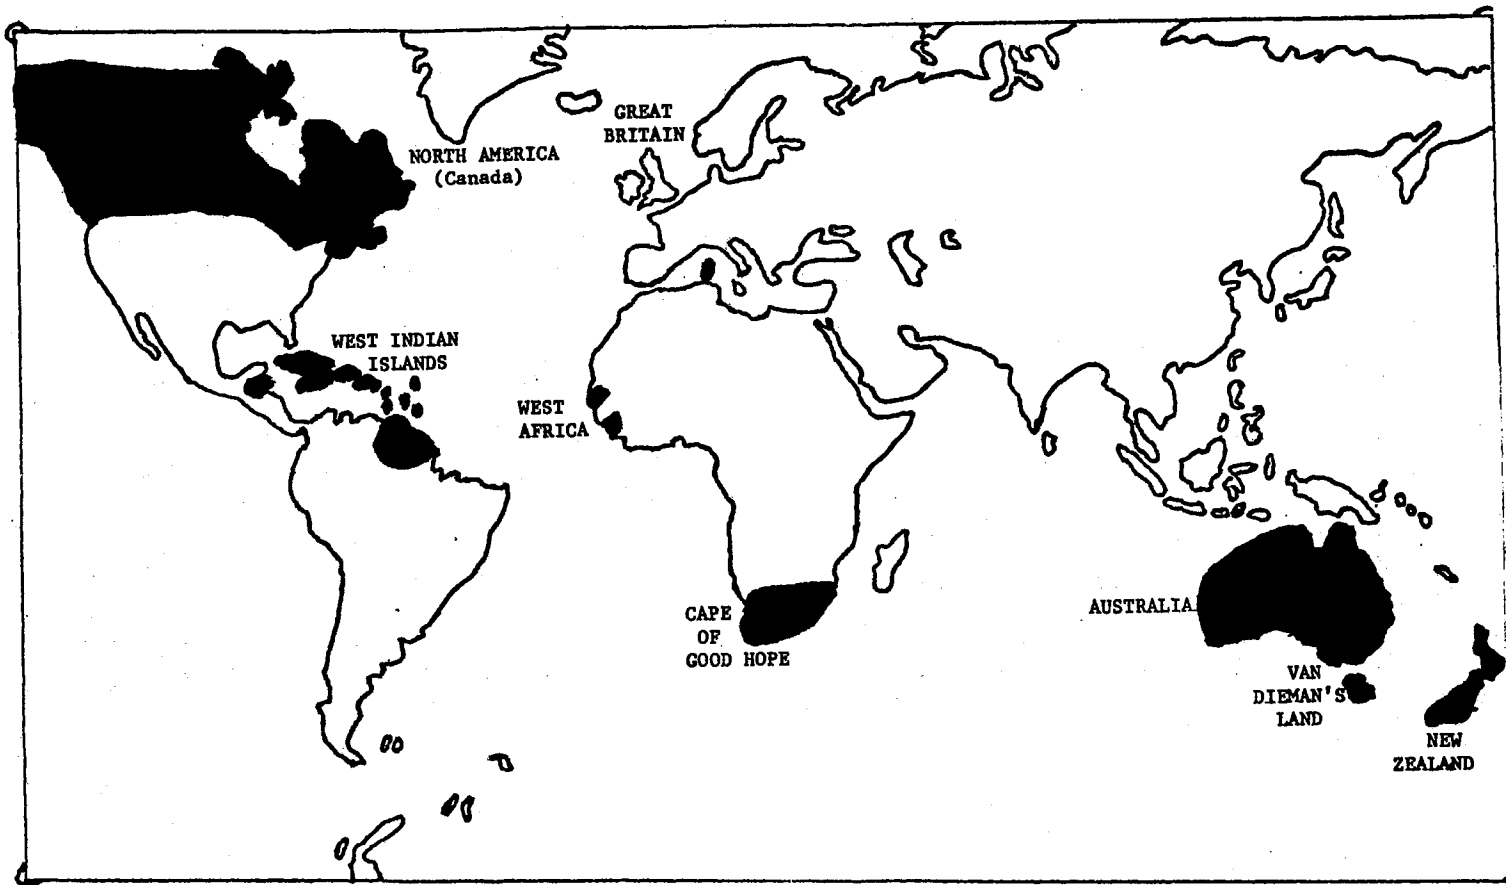 GREAT
BRITAIN
NORTH AMERICA
(Canada)
WEST INDIAN
ISLANDS
WEST
AFRICA
CAPE
OF
GOOD HOPE
AUSTRALIA
VAN
DIEMAN'S
LAND
NEW
ZEALAND